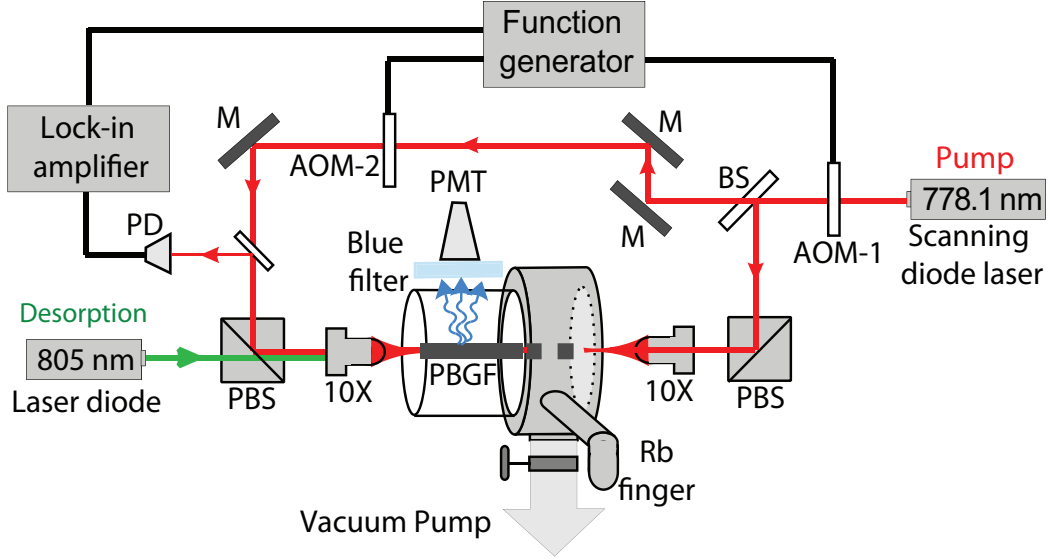 Function
generator
Lock-in
amplifier
M
AOM-2
M
Pump
778.1 nm
BS
PMT
PD
M
AOM-1
Scanning
diode laser
Blue
filter
Desorption
805 nm
Laser diode
PBS
10X
PBGF
10X
PBS
Rb
finger
Vacuum Pump